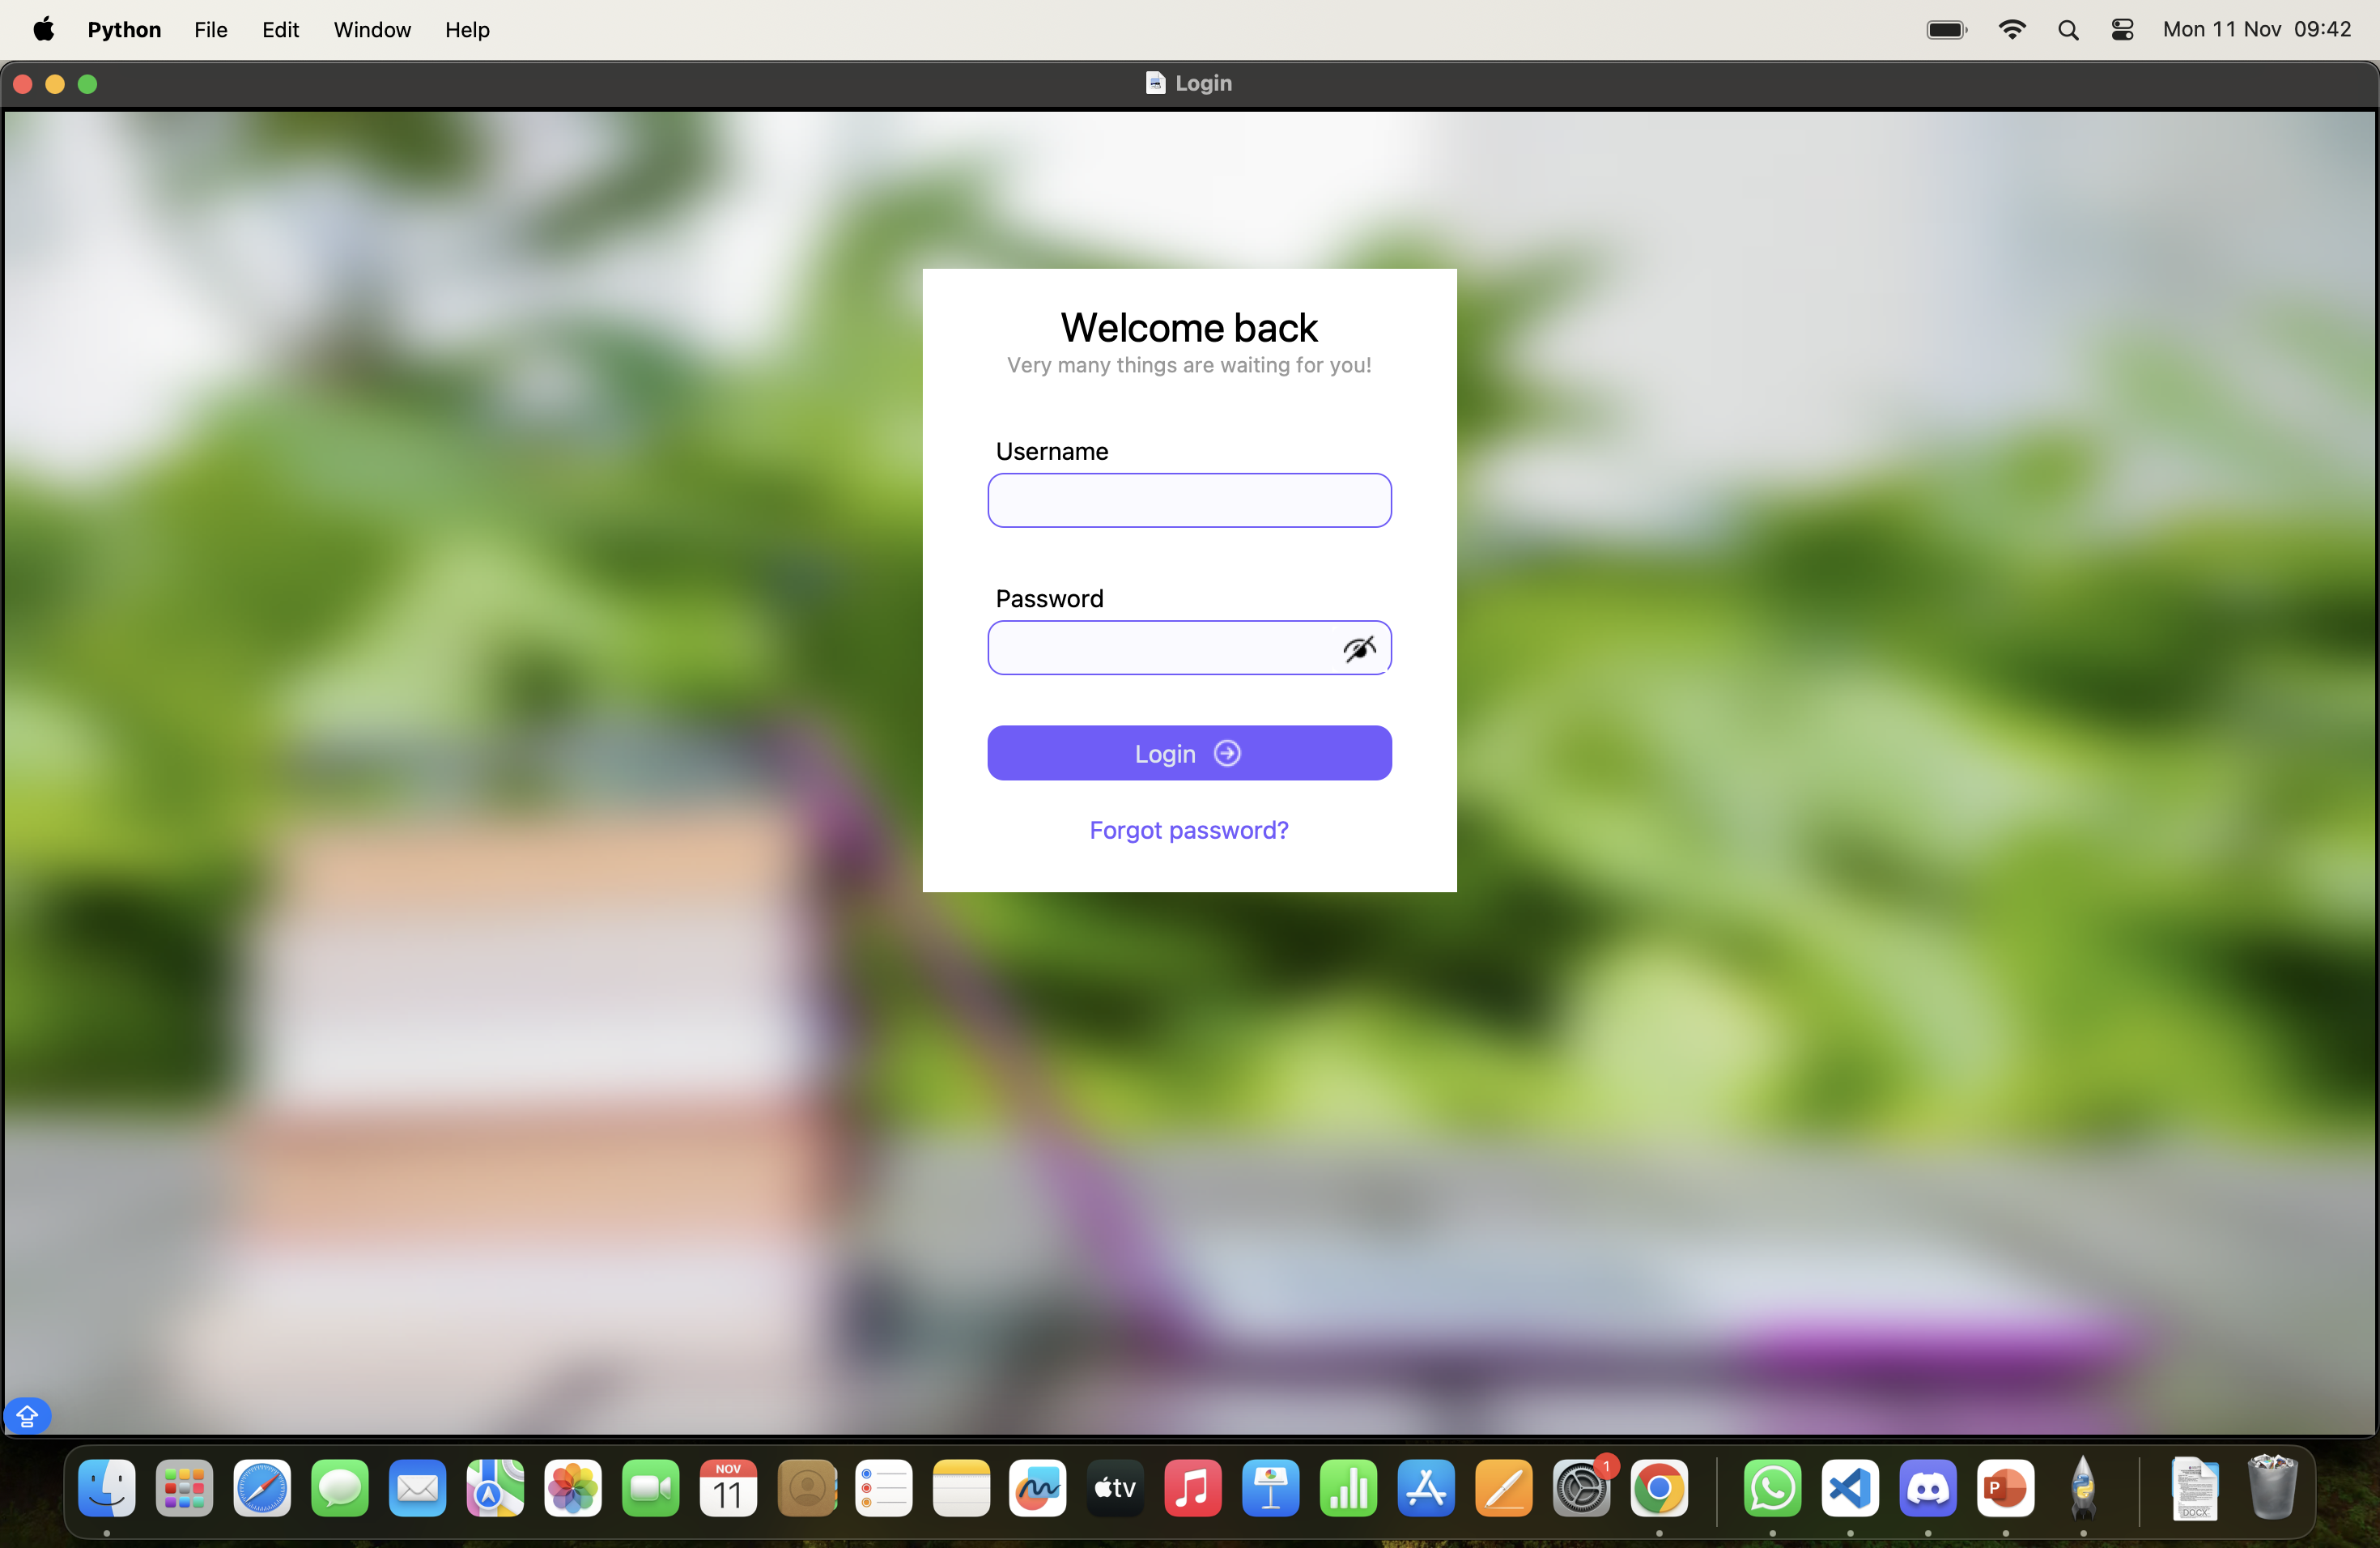 Python File Edit Window Help Mon 11 Nov 09:42
Login
Welcome back
Very many things are waiting for you!
Username
Password
Login
Forgot password?
NOV
11
tv
1
P
DOCX